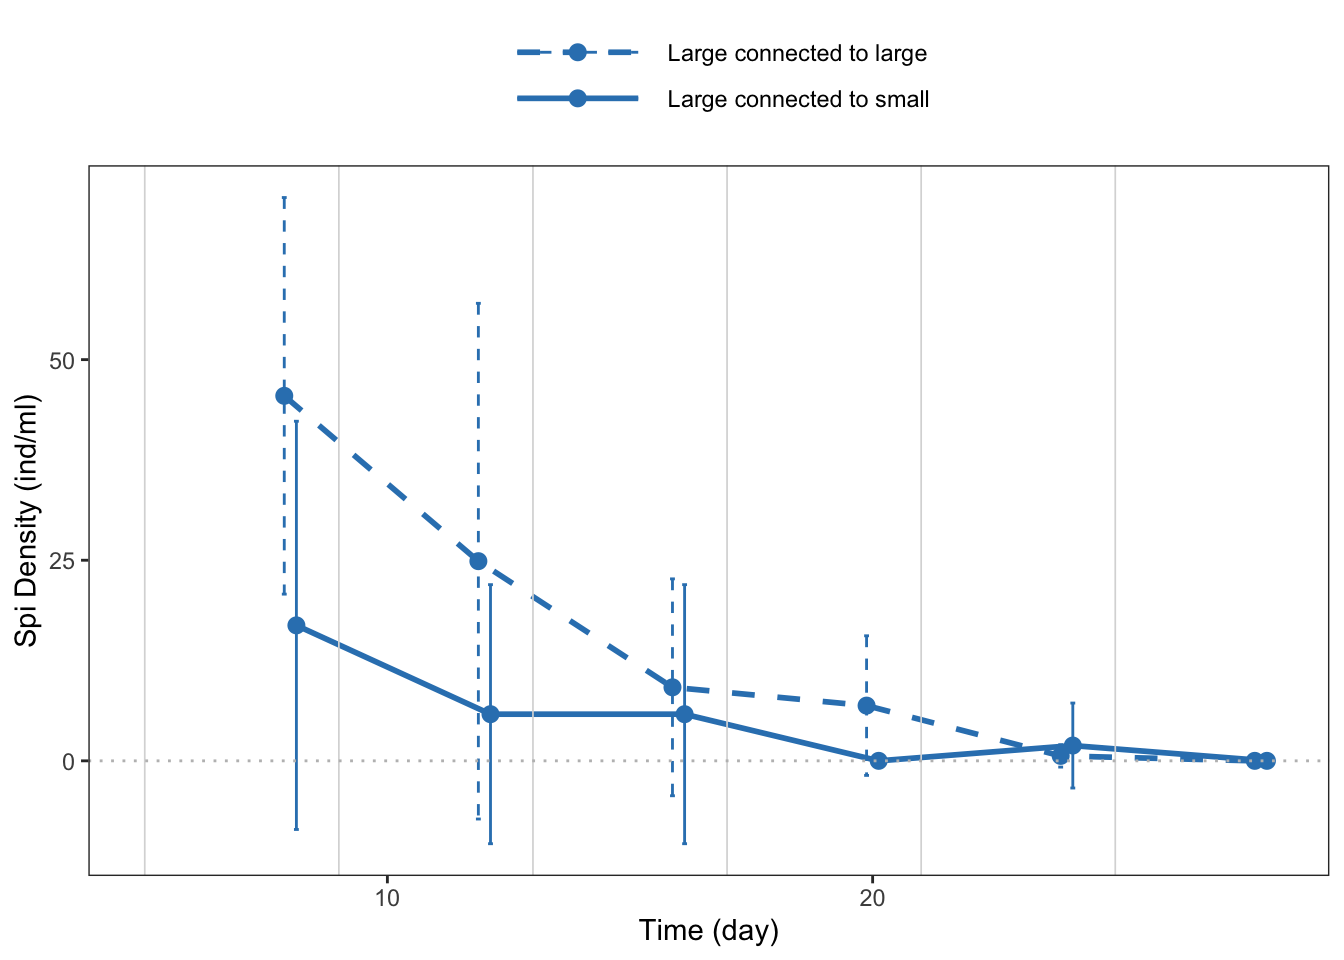 Large connected to large
Large connected to small
50
25
0
Spi Density (ind/ml)
10
20
Time (day)